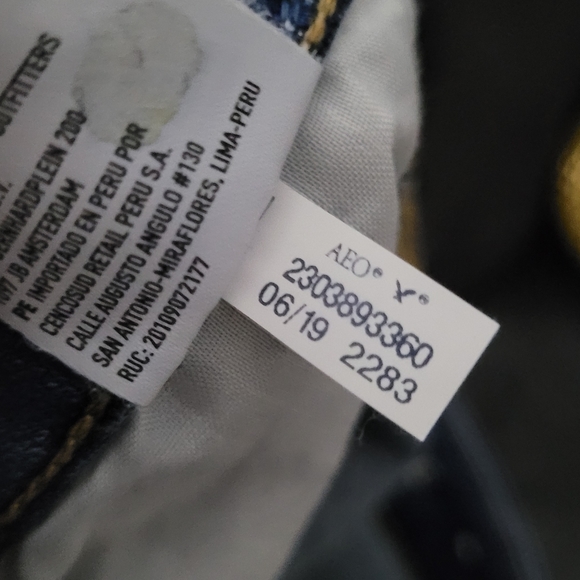 OUTFITTERS
200
1097 JB AMSTERDAM
PE IMPORTADO EN PERU POR
CENCOSUD RETAIL PERU S.A.
CALLE AUGUSTO ANGULO #130
SAN ANTONIO-MIRAFLORES, LIMA-PERU
RUC: 20109072177
AEO®
®
2303893360
06/19 2283